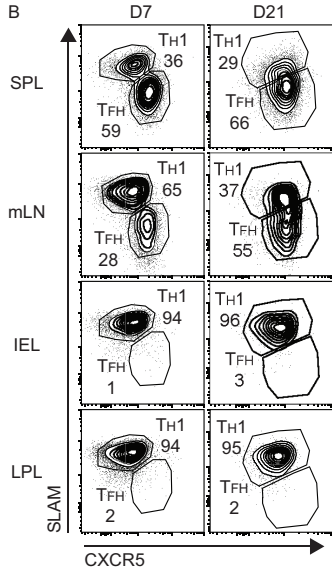 B
D7 D21
SPL
TH1
36
TFH
59
29
TH1
TFH
66
mLN
TH1
65
TFH
28
37
TH1
TFH
55
IEL
TH1
94
TFH
1
TH1
96
TFH
3
LPL
TH1
94
TFH
2
TH1
95
TFH
2
SLAM
CXCR5